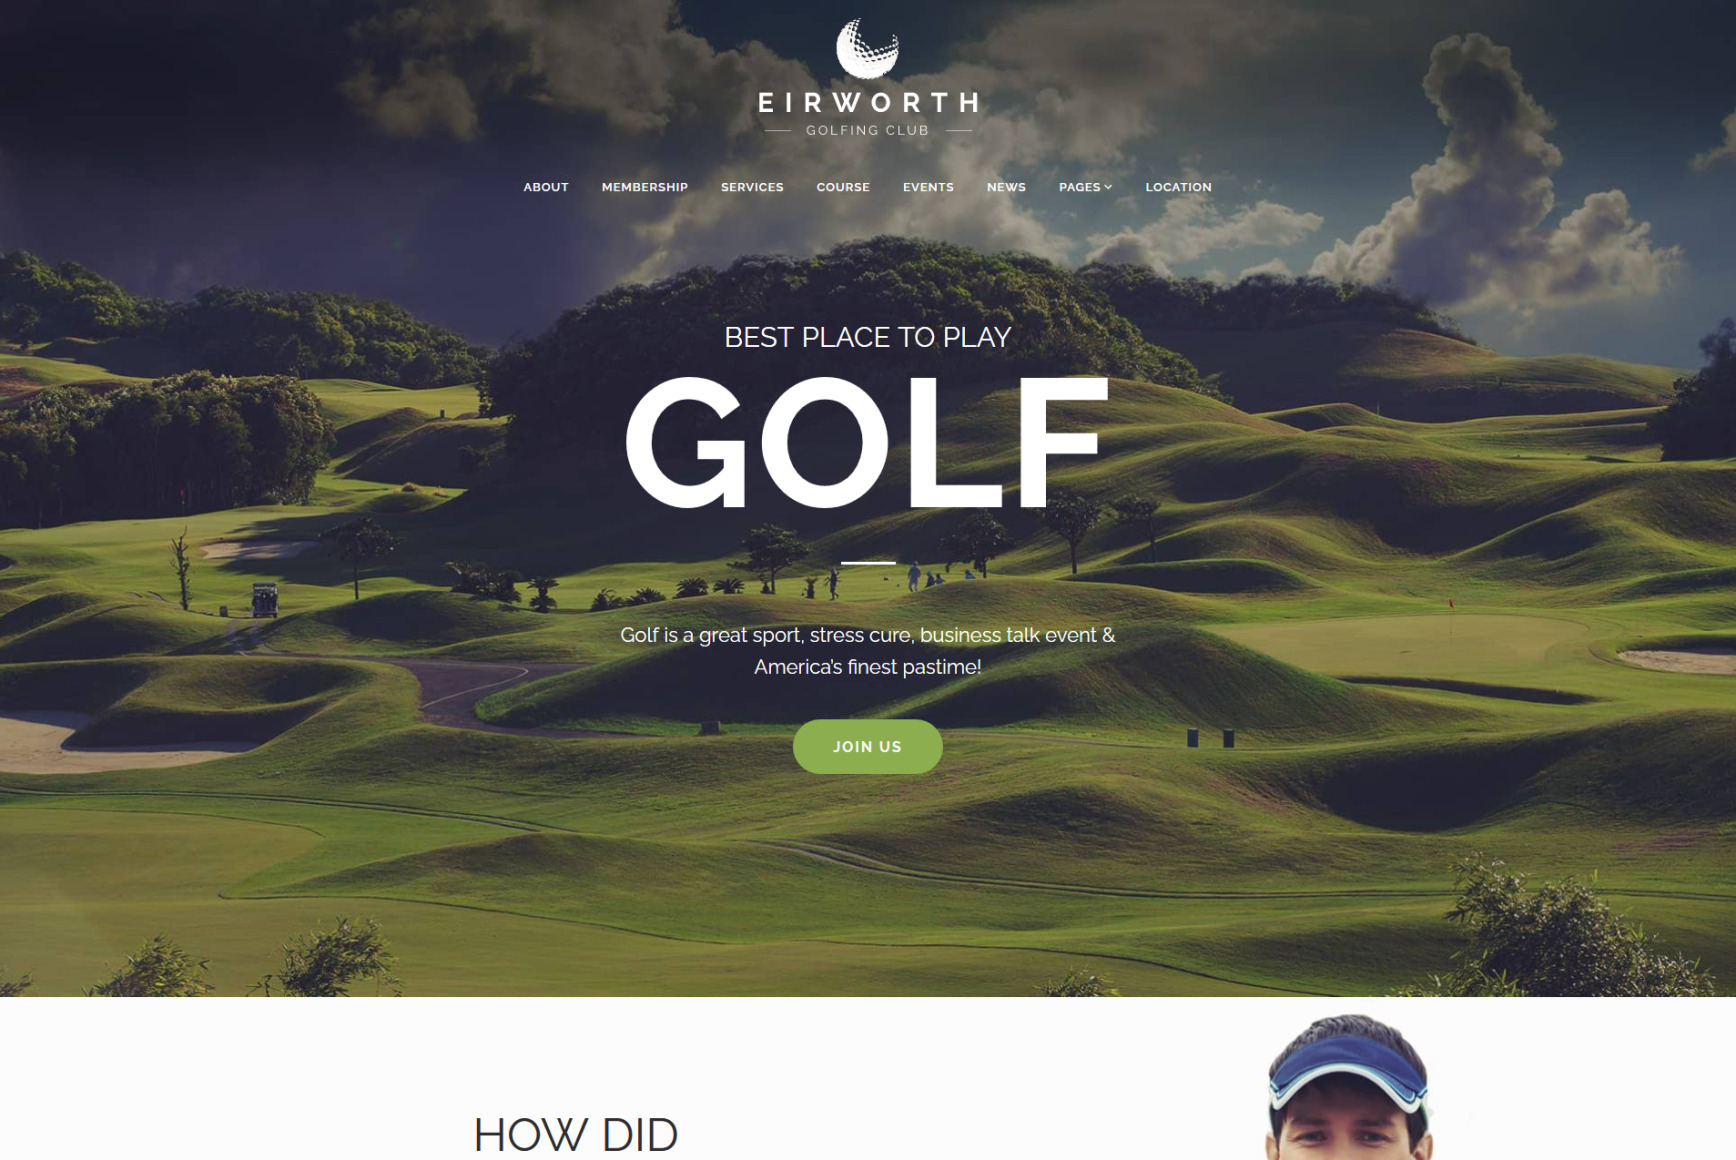 EIRWORTH
GOLFING CLUB
ABOUT MEMBERSHIP SERVICES COURSE EVENTS NEWS PAGES LOCATION
BEST PLACE TO PLAY
GOLF
Golf is a great sport, stress cure, business talk event &
America's finest pastime!
JOIN US
HOW DID